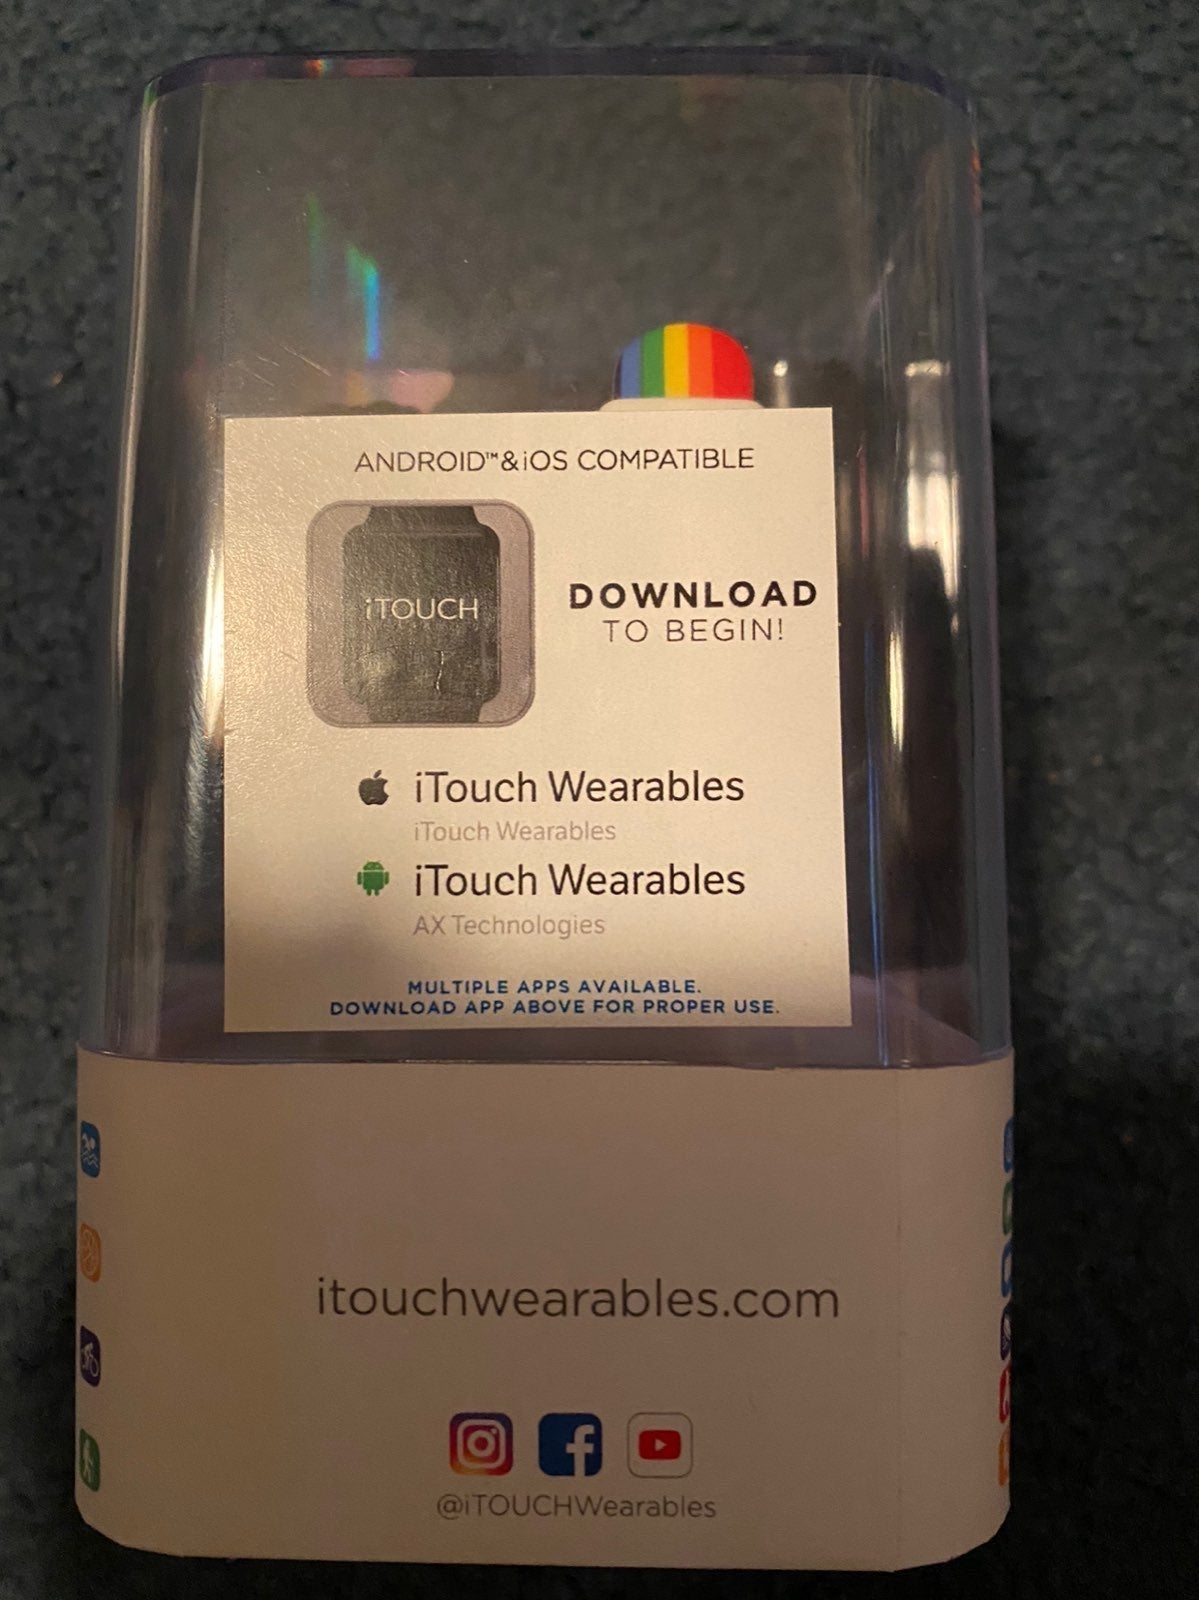 ANDROID™&iOS COMPATIBLE
iTOUCH
DOWNLOAD
TO BEGIN!
iTouch Wearables
iTouch Wearables
iTouch Wearables
AX Technologies
MULTIPLE APPS AVAILABLE.
DOWNLOAD APP ABOVE FOR PROPER USE.
itouchwearables.com
@iTOUCHWearables